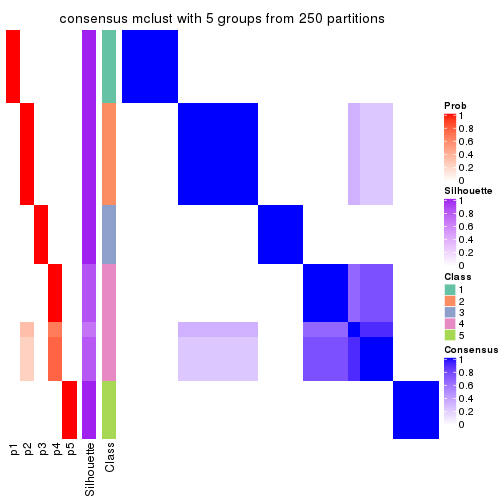 consensus mclust with 5 groups from 250 partitions
Prob
1
0.8
0.6
0.4
0.2
0
Silhouette
1
0.8
0.6
0.4
0.2
0
Class
1
2
3
4
5
Consensus
1
0.8
0.6
0.4
0.2
0
p1
p2
p3
p4
p5
Silhouette
Class